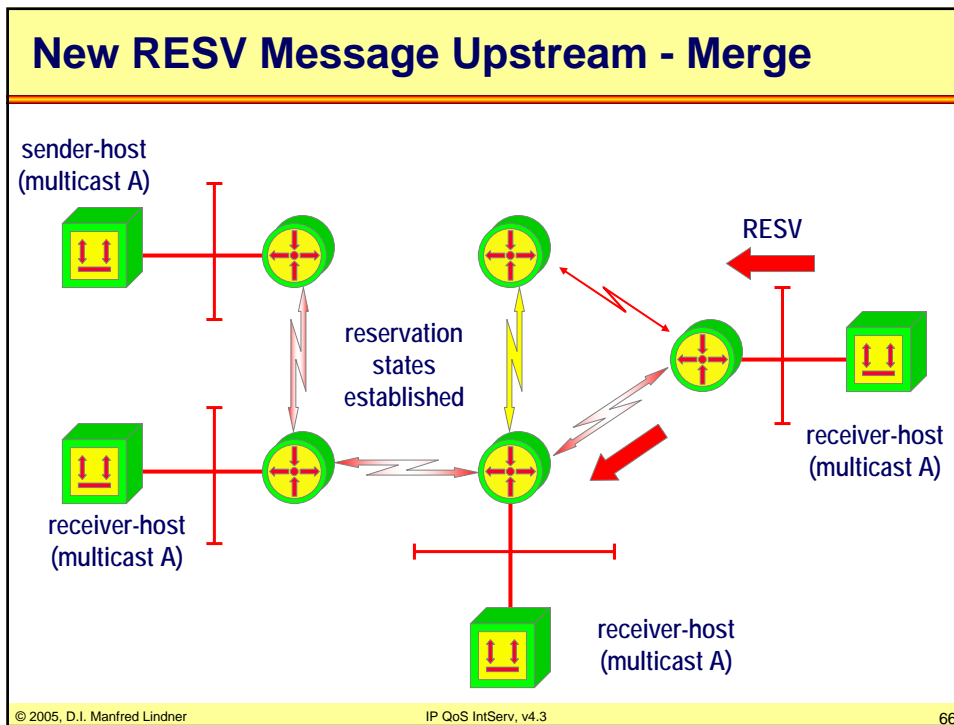 New RESV Message Upstream - Merge
sender-host
(multicast A)
RESV
reservation
states
established
receiver-host
(multicast A)
receiver-host
(multicast A)
receiver-host
(multicast A)
© 2005, D.I. Manfred Lindner
IP QoS IntServ, v4.3
66